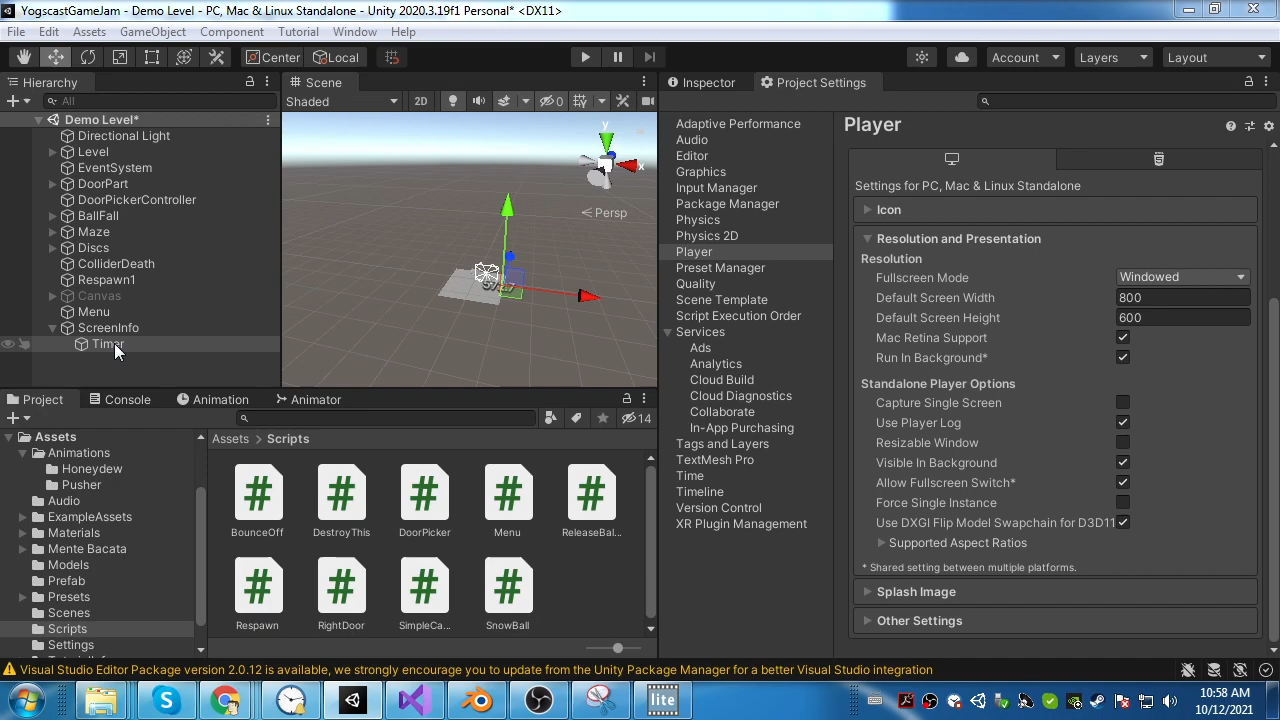 YogscastGameJam - Demo Level - PC, Mac & Linux Standalone - Unity 2020.3.19f1 Personal* <DX11>
File Edit Assets GameObject Component Tutorial Window Help
Center Local Account Layers Layout
Hierarchy
All
Demo Level*
Directional Light
Level
EventSystem
DoorPart
DoorPickerController
BallFall
Maze
Discs
ColliderDeath
Respawn1
Canvas
Menu
ScreenInfo
Timer
Scene
Shaded 2D 0
y
x
Persp
Inspector Project Settings
Adaptive Performance
Audio
Editor
Graphics
Input Manager
Package Manager
Physics
Physics 2D
Player
Preset Manager
Quality
Scene Template
Script Execution Order
Services
Ads
Analytics
Cloud Build
Cloud Diagnostics
Collaborate
In-App Purchasing
Tags and Layers
TextMesh Pro
Time
Timeline
Version Control
XR Plugin Management
Player
Settings for PC, Mac & Linux Standalone
Icon
Resolution and Presentation
Resolution
Fullscreen Mode Windowed
Default Screen Width 800
Default Screen Height 600
Mac Retina Support
Run In Background*
Standalone Player Options
Capture Single Screen
Use Player Log
Resizable Window
Visible In Background
Allow Fullscreen Switch*
Force Single Instance
Use DXGI Flip Model Swapchain for D3D11
Supported Aspect Ratios
* Shared setting between multiple platforms.
Splash Image
Other Settings
Project Console Animation Animator
14
Assets
Animations
Honeydew
Pusher
Audio
ExampleAssets
Materials
Mente Bacata
Models
Prefab
Presets
Scenes
Scripts
Settings
Assets > Scripts
BounceOff DestroyThis DoorPicker Menu ReleaseBal...
Respawn RightDoor SimpleCa... SnowBall
Visual Studio Editor Package version 2.0.12 is available, we strongly encourage you to update from the Unity Package Manager for a better Visual Studio integration
lite
10:58 AM
10/12/2021